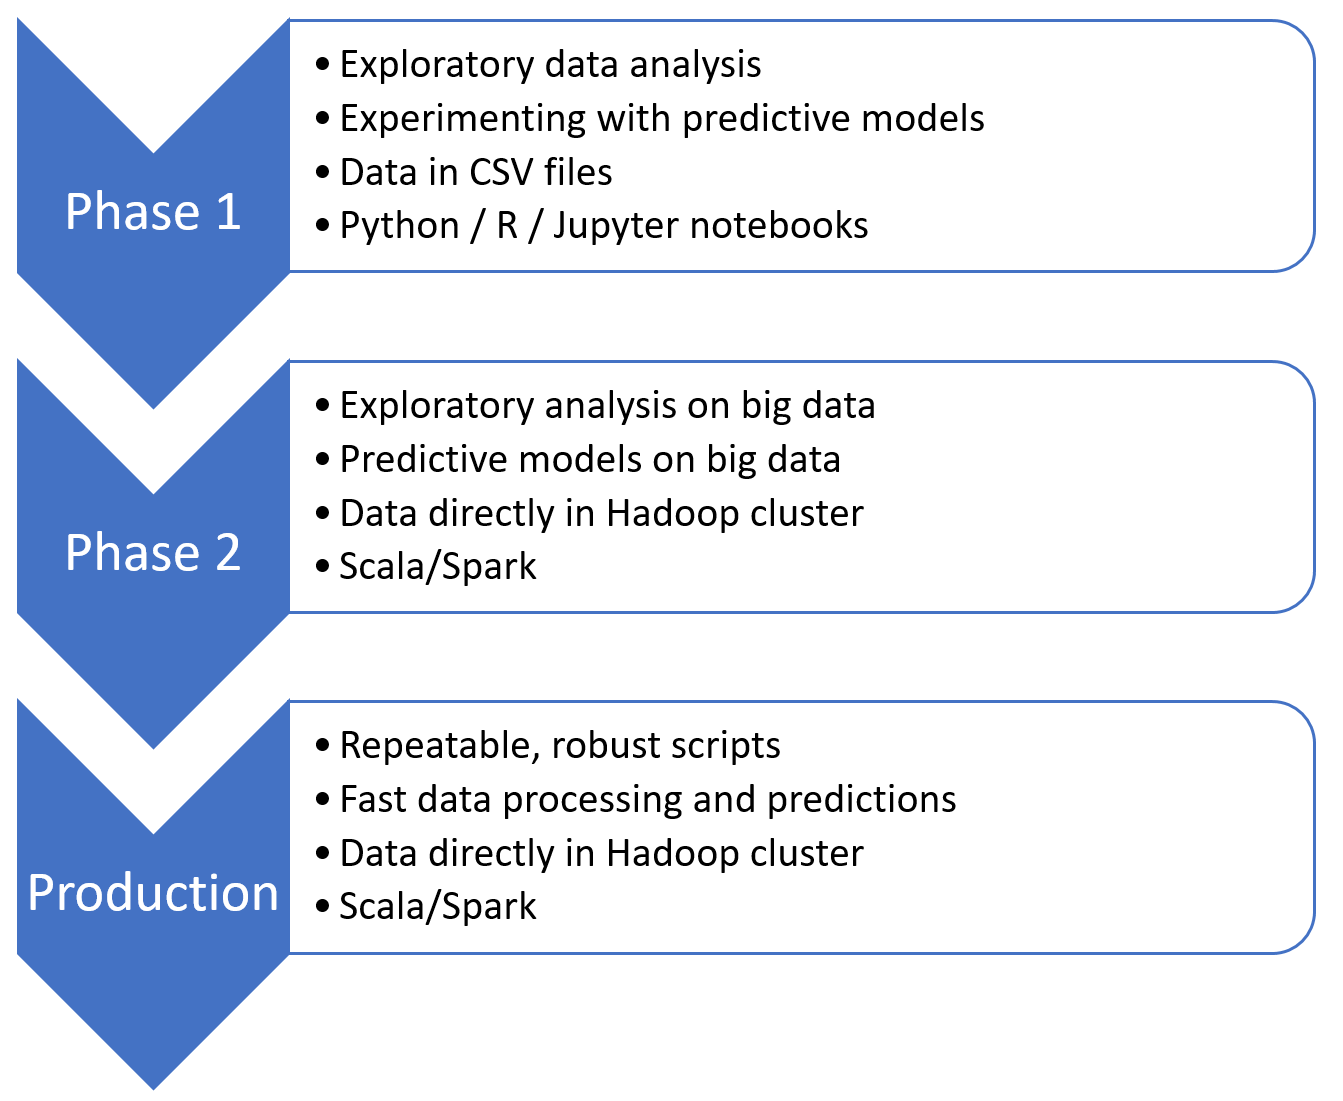 Phase 1
• Exploratory data analysis
• Experimenting with predictive models
• Data in CSV files
• Python / R / Jupyter notebooks
Phase 2
• Exploratory analysis on big data
• Predictive models on big data
• Data directly in Hadoop cluster
• Scala/Spark
Production
• Repeatable, robust scripts
• Fast data processing and predictions
• Data directly in Hadoop cluster
• Scala/Spark